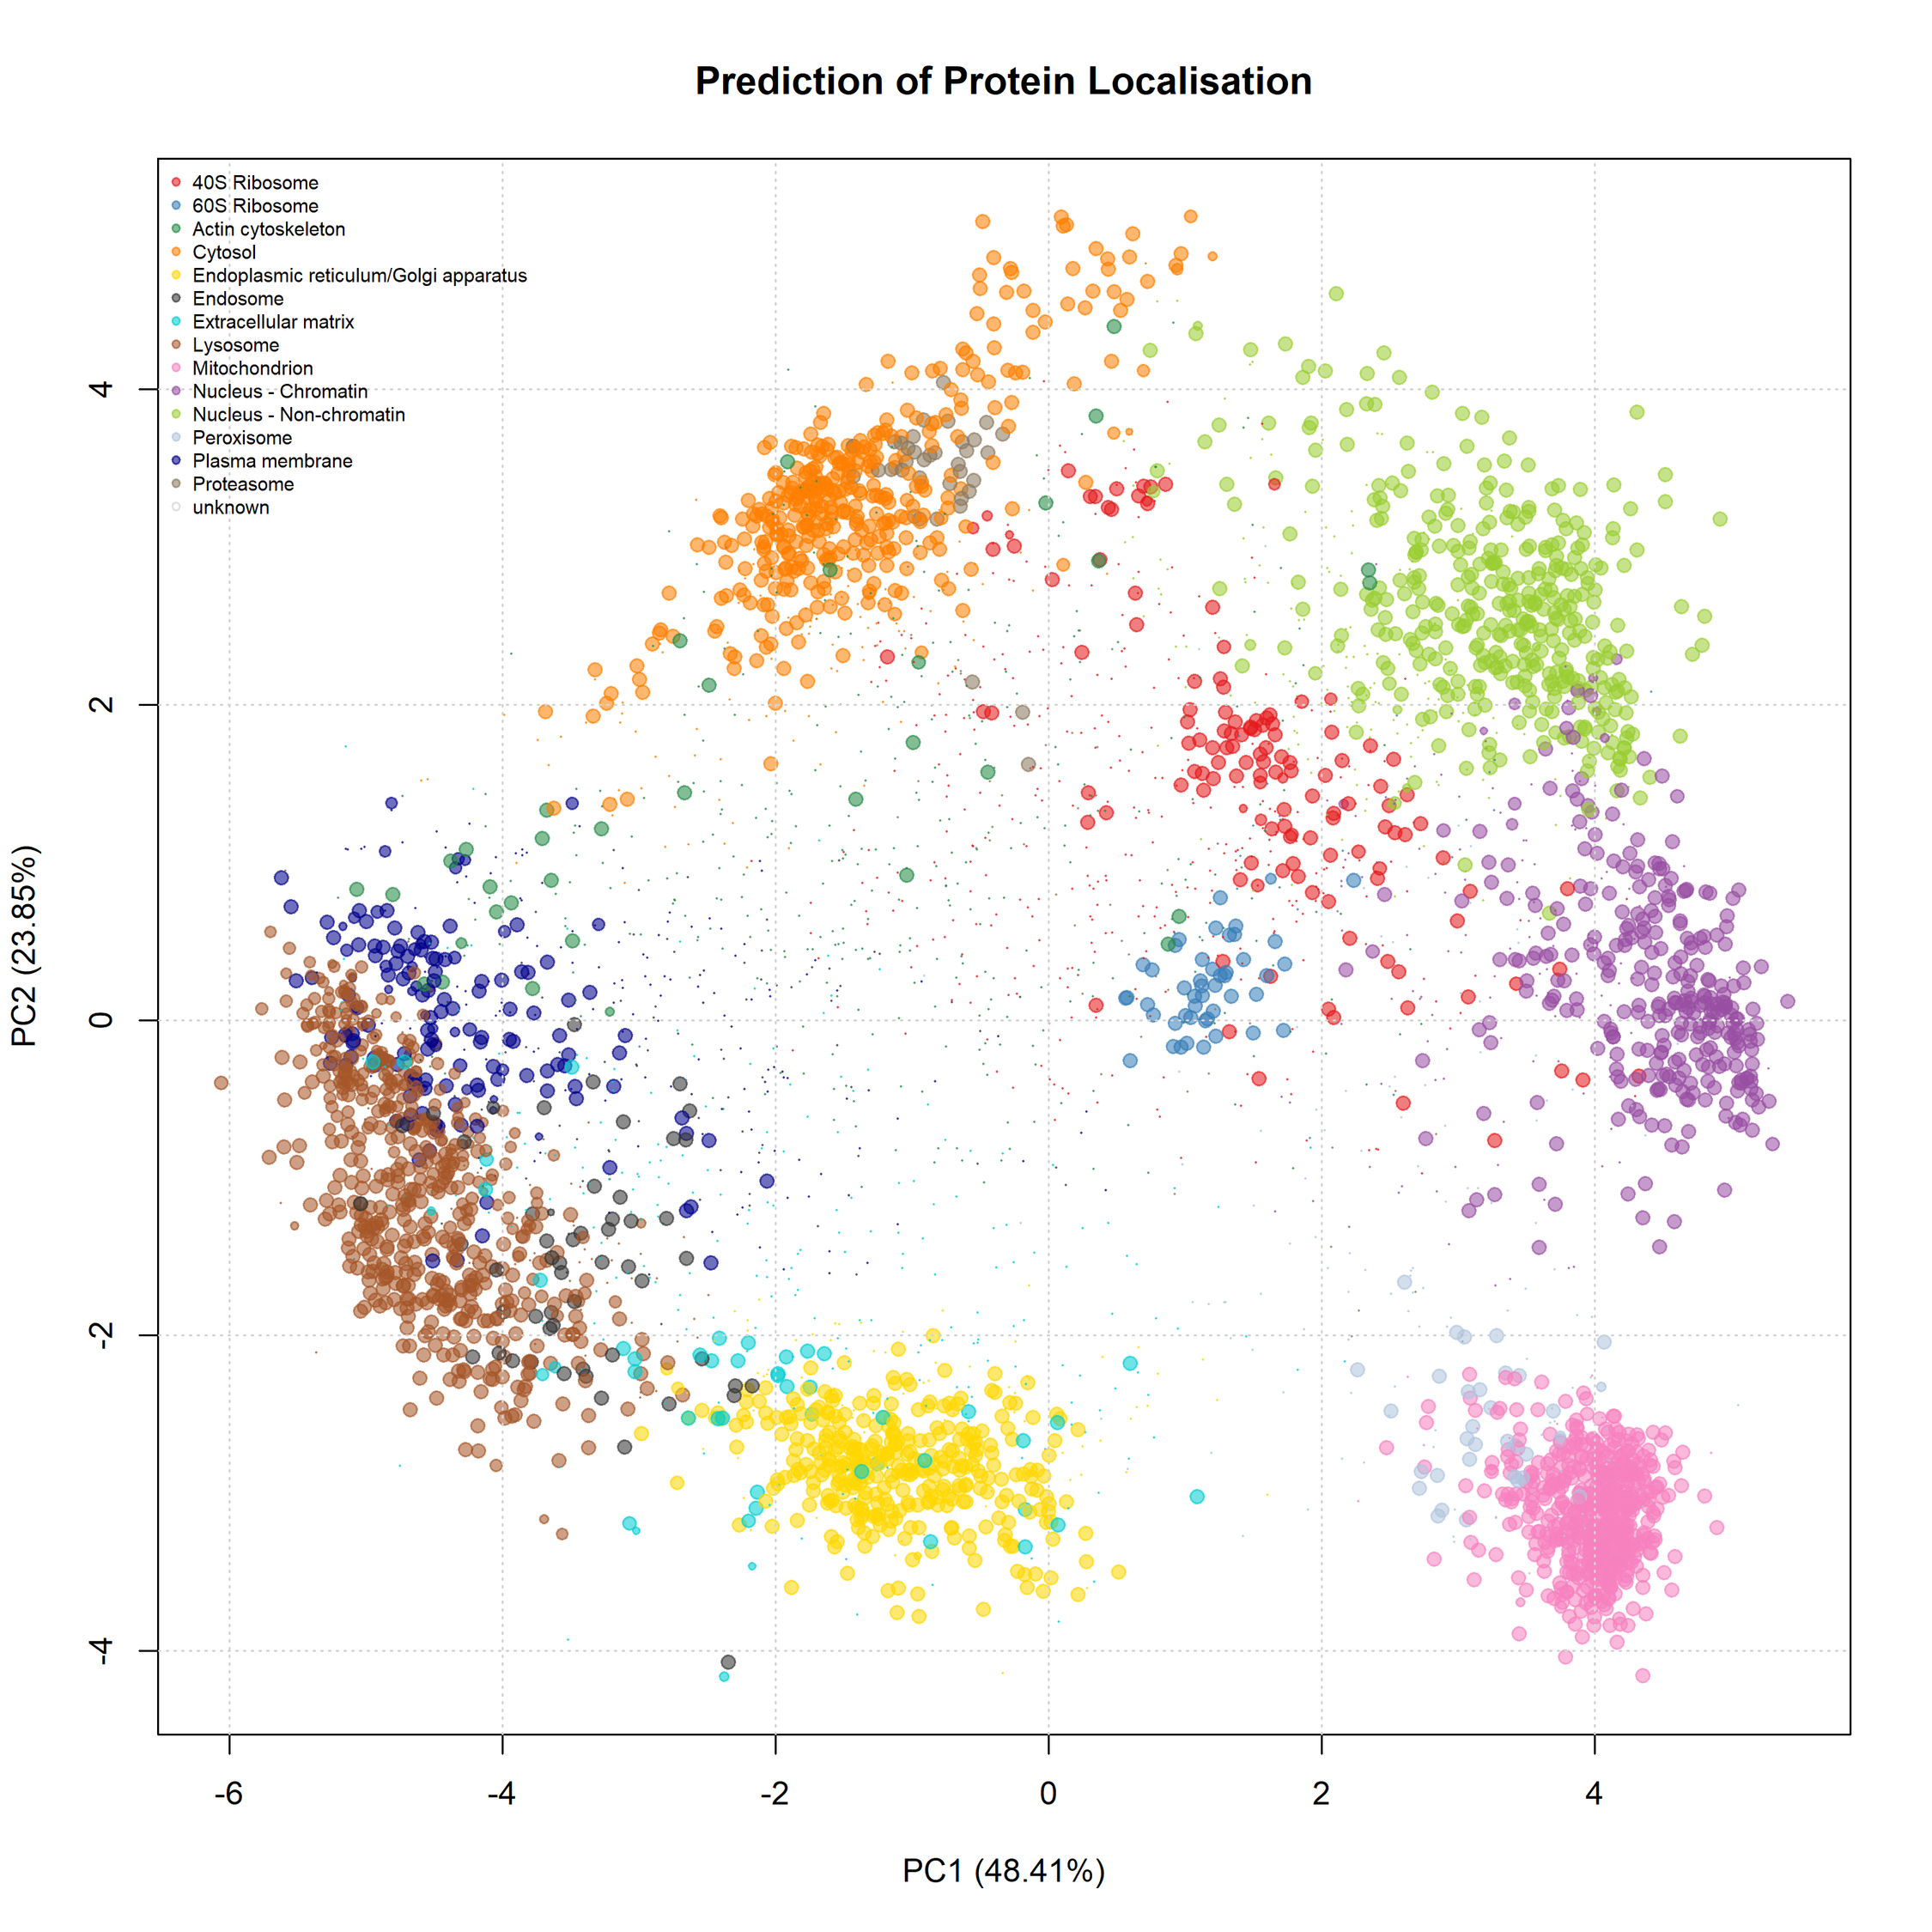 Prediction of Protein Localisation
40S Ribosome
60S Ribosome
Actin cytoskeleton
Cytosol
Endoplasmic reticulum/Golgi apparatus
Endosome
Extracellular matrix
Lysosome
Mitochondrion
Nucleus - Chromatin
Nucleus - Non-chromatin
Peroxisome
Plasma membrane
Proteasome
unknown
4
2
0
-2
-4
PC2 (23.85%)
-6 -4 -2 0 2 4
PC1 (48.41%)